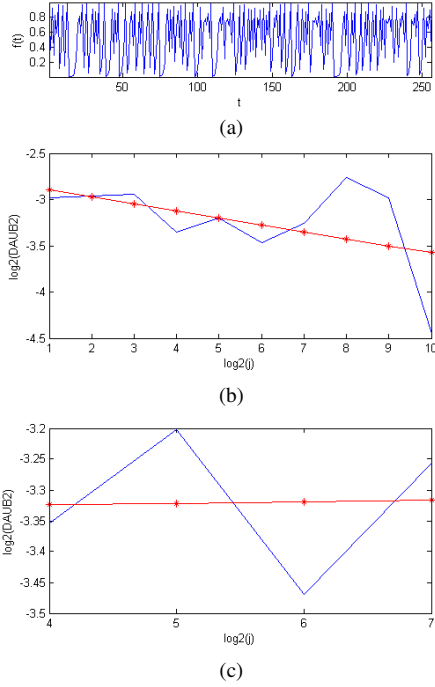 0.8
0.6
0.4
0.2
f(t)
50 100 150 200 250
t
(a)
-2.5
-3
-3.5
-4
-4.5
log2(DAUB2)
1 2 3 4 5 6 7 8 9 10
log2(j)
(b)
-3.2
-3.25
-3.3
-3.35
-3.4
-3.45
-3.5
log2(DAUB2)
4 5 6 7
log2(j)
(c)